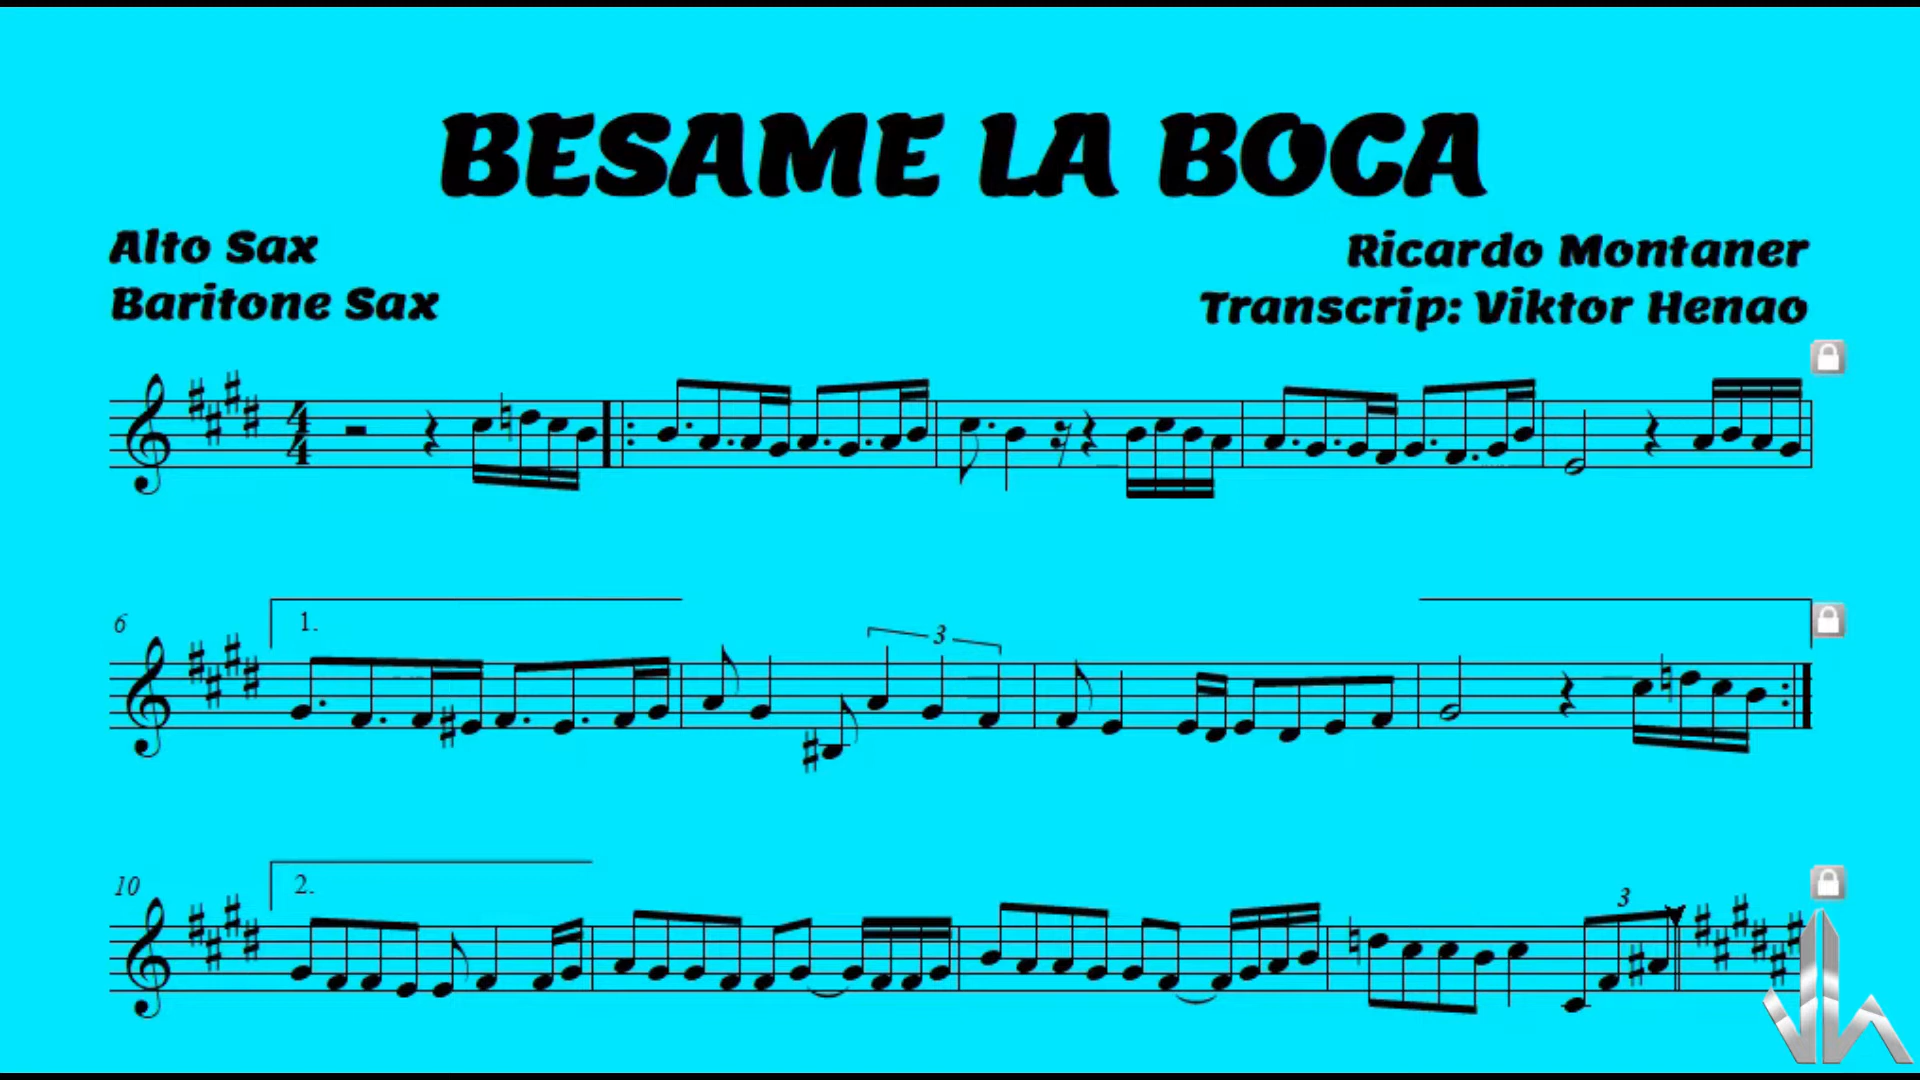 BESAME LA BOCA
Alto Sax
Baritone Sax
Ricardo Montaner
Transcrip: Viktor Henao
4
4
6
1.
3
10
2.
3